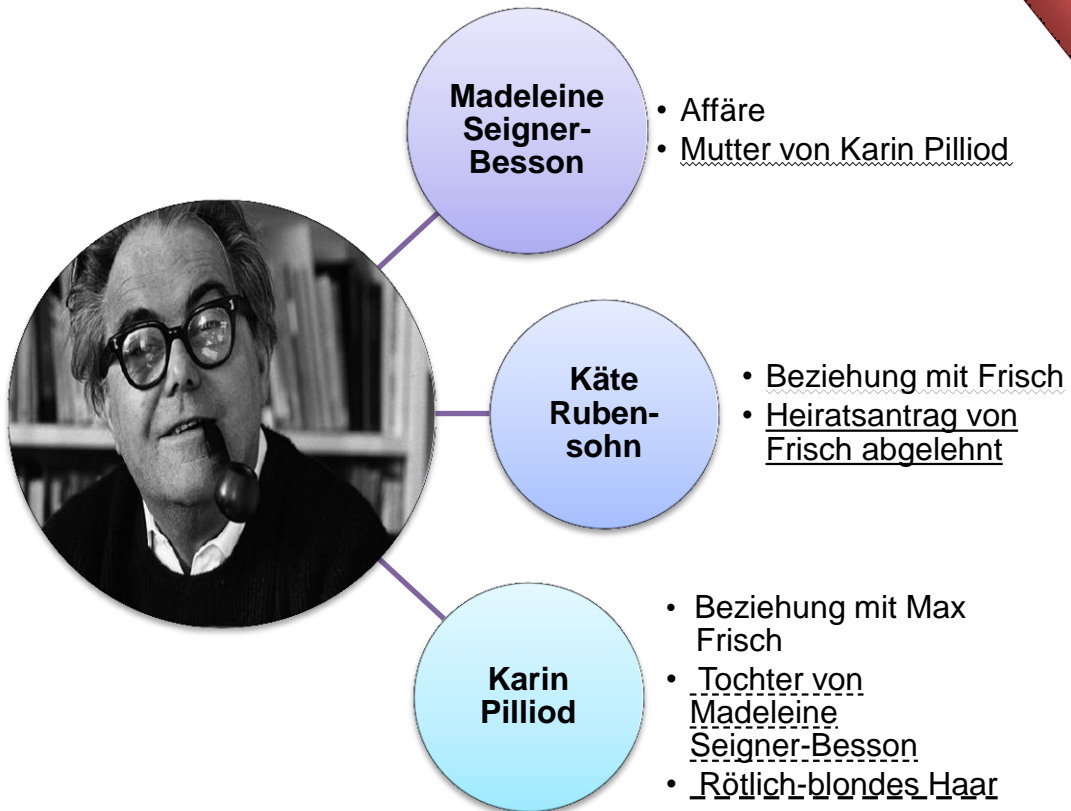 Madeleine
Seigner-
Besson
• Affäre
• Mutter von Karin Pilliod
Käte
Ruben-
sohn
• Beziehung mit Frisch
• Heiratsantrag von
Frisch abgelehnt
Karin
Pilliod
• Beziehung mit Max
Frisch
• Tochter von
Madeleine
Seigner-Besson
• Rötlich-blondes Haar